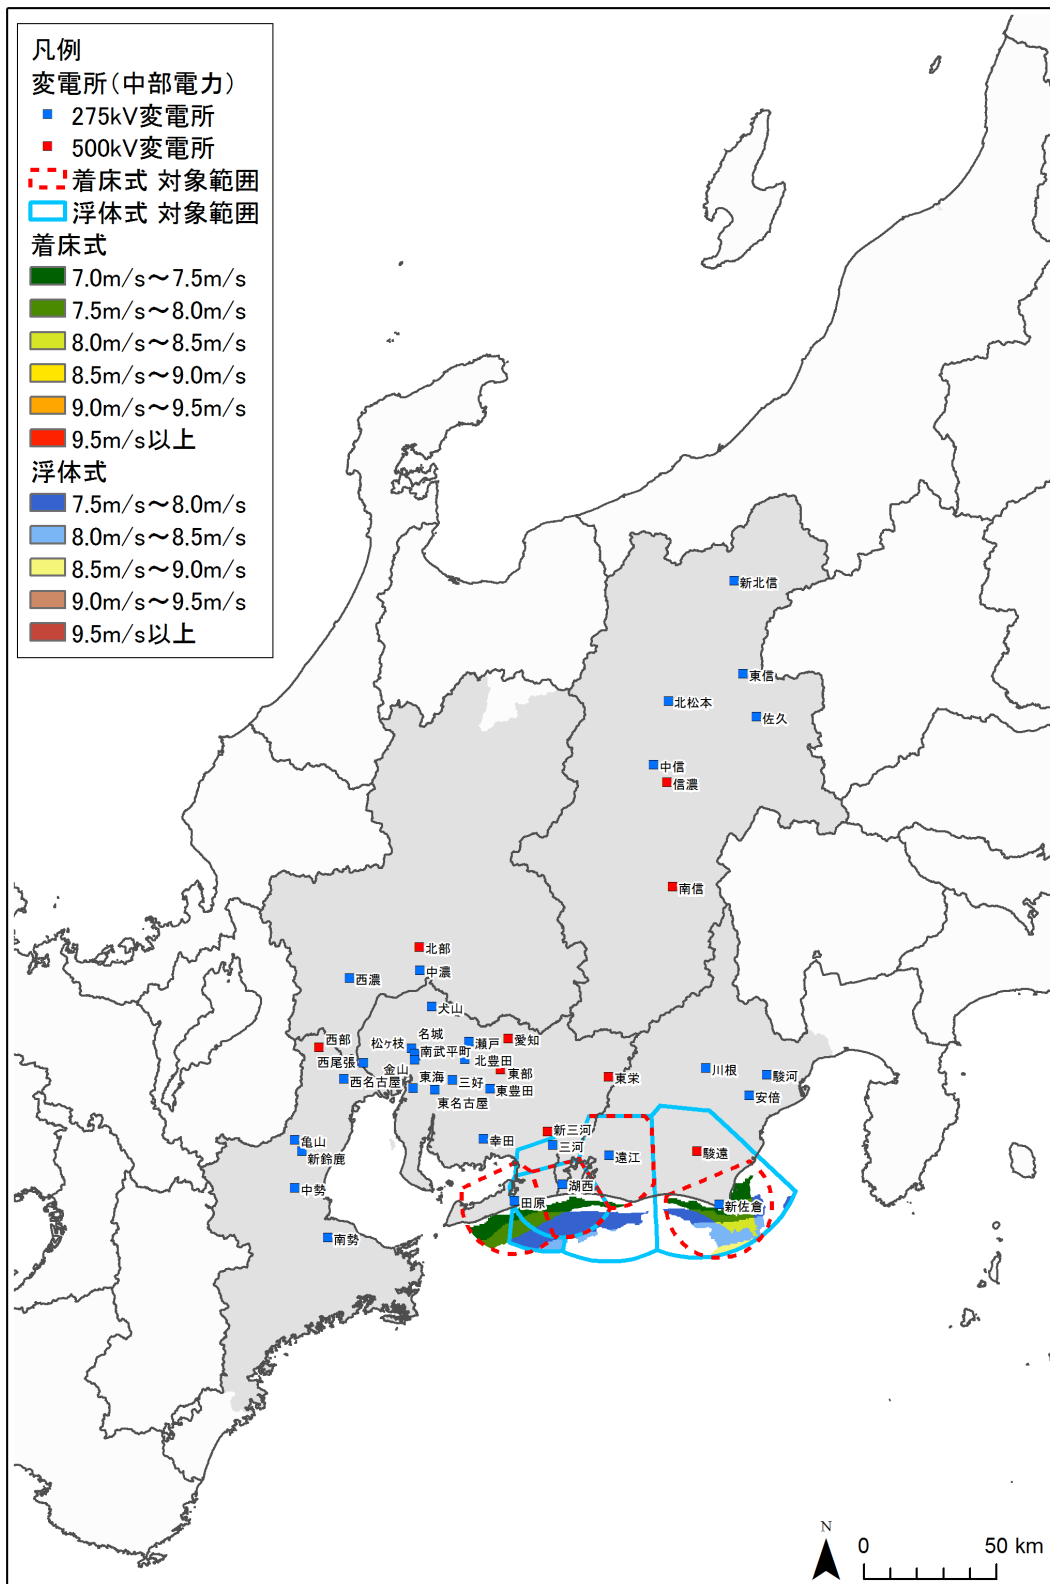 凡例
変電所(中部電力)
275kV変電所
500kV変電所
着床式 対象範囲
浮体式 対象範囲
着床式
7.0m/s～7.5m/s
7.5m/s～8.0m/s
8.0m/s～8.5m/s
8.5m/s～9.0m/s
9.0m/s～9.5m/s
9.5m/s以上
浮体式
7.5m/s～8.0m/s
8.0m/s～8.5m/s
8.5m/s～9.0m/s
9.0m/s～9.5m/s
9.5m/s以上
新北信
東信
北松本
佐久
中信
信濃
南信
北部
中濃
西濃
犬山
西部
松ヶ枝
名城
瀬戸
愛知
南武平町
西尾張
金山
北豊田
東部
西名古屋
東海
三好
東豊田
東名古屋
東栄
川根
駿河
安倍
新三河
三河
幸田
遠江
駿遠
亀山
新鈴鹿
中勢
湖西
田原
新佐倉
南勢
N
0
50 km